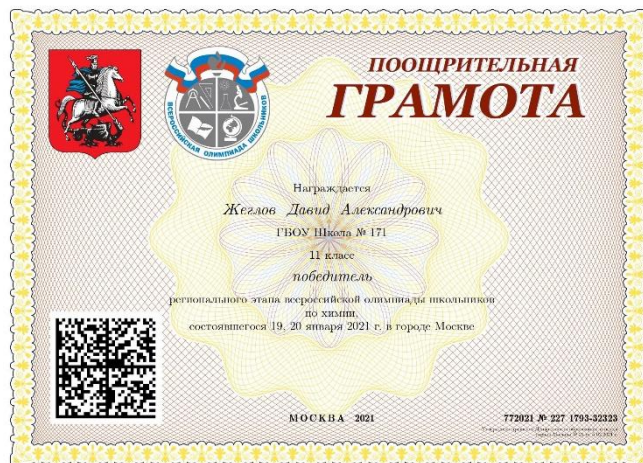 ПООЩРИТЕЛЬНАЯ
ГРАМОТА
ВСЕРОССИЙСКАЯ ОЛИМПИАДА ШКОЛЬНИКОВ
Награждается
Жеглов Давид Александрович
ГБОУ Школа № 171
11 класс
победитель
регионального этапа всероссийской олимпиады школьников
по химии,
состоявшегося 19, 20 января 2021 г. в городе Москве
МОСКВА 2021
772021 № 227 1793-32323